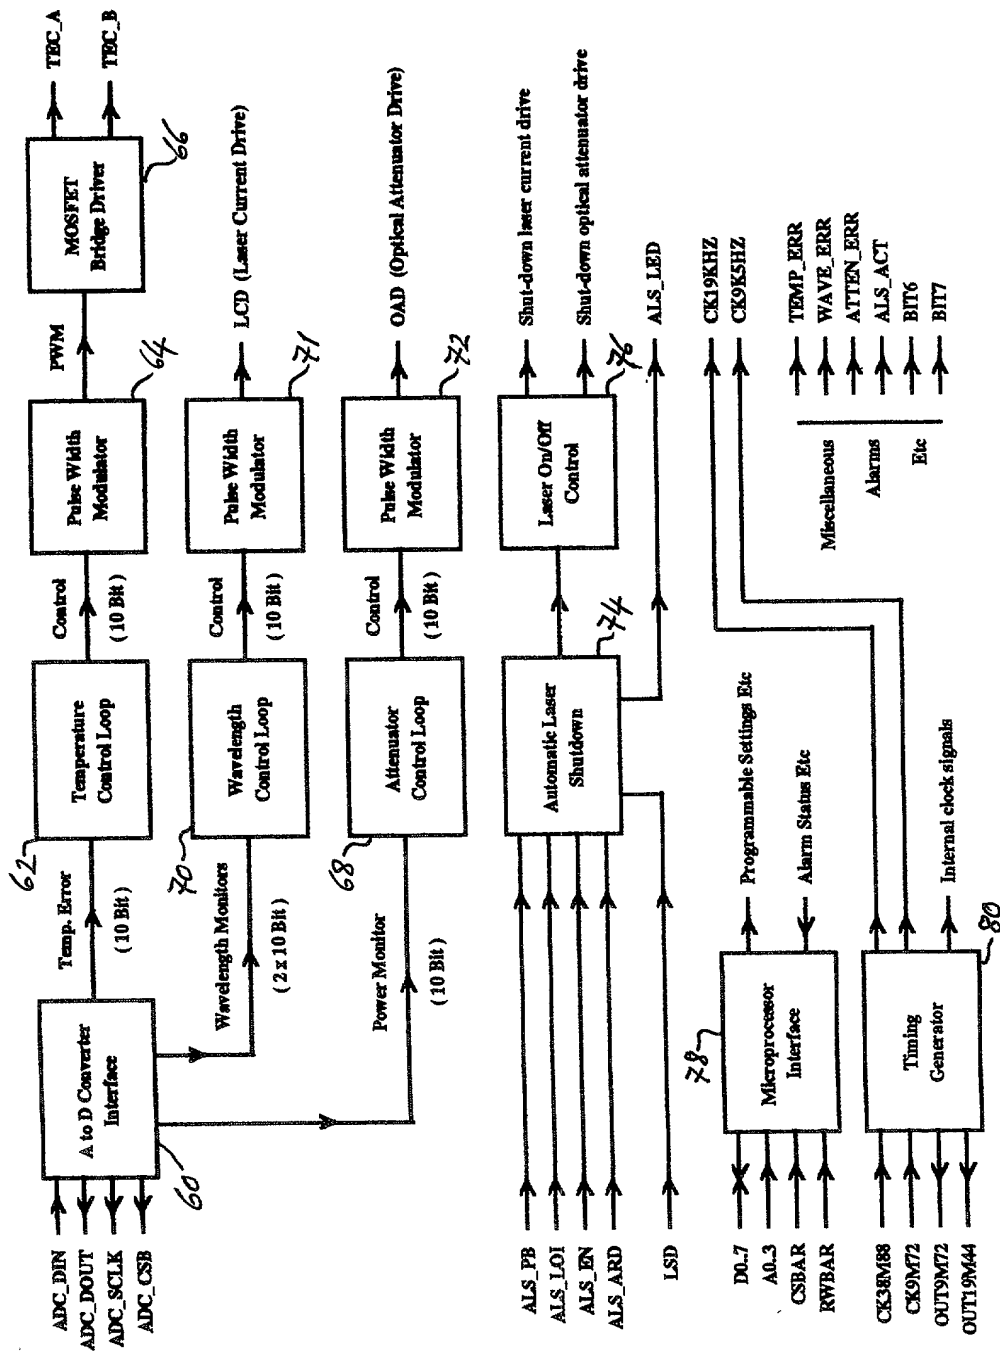 ADC_DIN
ADC_DOUT
ADC_SCLK
ADC_CSB
A to D Converter
Interface
60
Temp. Error
(10 Bit)
62
Temperature
Control Loop
Control
(10 Bit)
Pulse Width
Modulator
64
PWM
MOSFET
Bridge Driver
66
TEC_A
TEC_B
Wavelength Monitors
(2 x 10 Bit)
70
Wavelength
Control Loop
Control
(10 Bit)
Pulse Width
Modulator
71
LCD (Laser Current Drive)
Power Monitor
(10 Bit)
68
Attenuator
Control Loop
Control
(10 Bit)
Pulse Width
Modulator
72
OAD (Optical Attenuator Drive)
ALS_PB
ALS_LOI
ALS_EN
ALS_ARD
LSD
Automatic Laser
Shutdown
74
Laser On/Off
Control
76
Shut-down laser current drive
Shut-down optical attenuator drive
ALS_LED
D0..7
A0..3
CSBAR
RWBAR
78
Microprocessor
Interface
Programmable Settings Etc
Alarm Status Etc
CK38M88
CK9M72
OUT9M72
OUT19M44
Timing
Generator
80
Internal clock signals
CK19KHZ
CK9K5HZ
Miscellaneous
Alarms
Etc
TEMP_ERR
WAVE_ERR
ATTEN_ERR
ALS_ACT
BIT6
BIT7